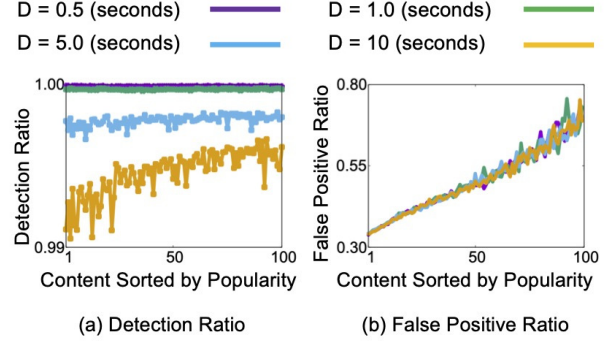 D = 0.5 (seconds)
D = 1.0 (seconds)
D = 5.0 (seconds)
D = 10 (seconds)
1.00
0.99
Detection Ratio
1
50
100
Content Sorted by Popularity
(a) Detection Ratio
0.80
0.55
0.30
False Positive Ratio
1
50
100
Content Sorted by Popularity
(b) False Positive Ratio